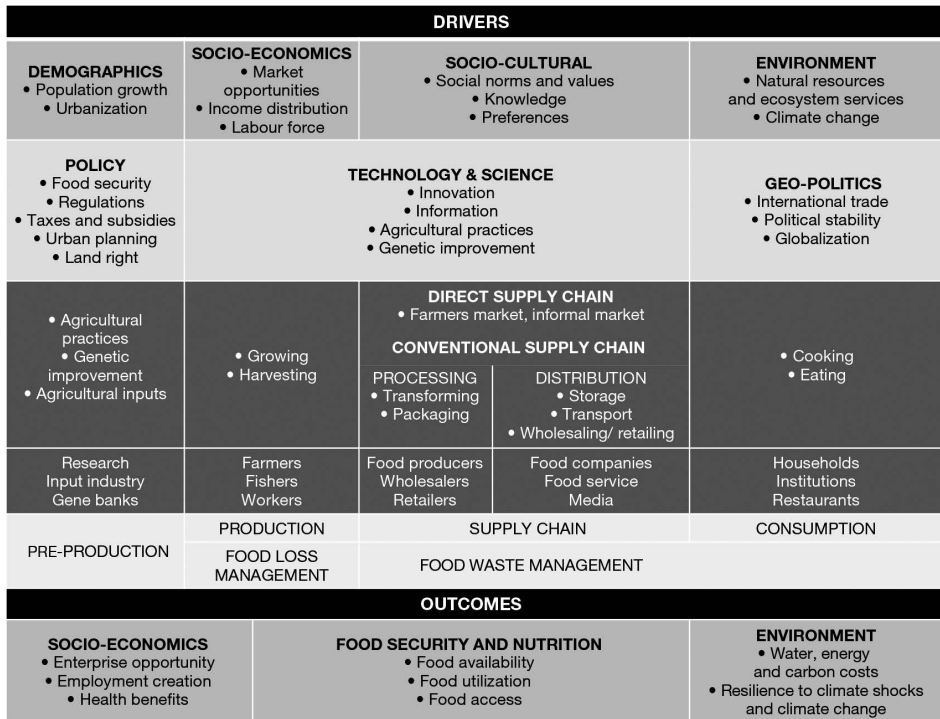 DRIVERS
DEMOGRAPHICS
• Population growth
• Urbanization
SOCIO-ECONOMICS
• Market
opportunities
• Income distribution
• Labour force
SOCIO-CULTURAL
• Social norms and values
• Knowledge
• Preferences
ENVIRONMENT
• Natural resources
and ecosystem services
• Climate change
POLICY
• Food security
• Regulations
• Taxes and subsidies
• Urban planning
• Land right
TECHNOLOGY & SCIENCE
• Innovation
• Information
• Agricultural practices
• Genetic improvement
GEO-POLITICS
• International trade
• Political stability
• Globalization
• Agricultural
practices
• Genetic
improvement
• Agricultural inputs
• Growing
• Harvesting
DIRECT SUPPLY CHAIN
• Farmers market, informal market
CONVENTIONAL SUPPLY CHAIN
PROCESSING
• Transforming
• Packaging
DISTRIBUTION
• Storage
• Transport
• Wholesaling/ retailing
• Cooking
• Eating
Research
Input industry
Gene banks
Farmers
Fishers
Workers
Food producers
Wholesalers
Retailers
Food companies
Food service
Media
Households
Institutions
Restaurants
PRE-PRODUCTION
PRODUCTION
SUPPLY CHAIN
CONSUMPTION
FOOD LOSS
MANAGEMENT
FOOD WASTE MANAGEMENT
OUTCOMES
SOCIO-ECONOMICS
• Enterprise opportunity
• Employment creation
• Health benefits
FOOD SECURITY AND NUTRITION
• Food availability
• Food utilization
• Food access
ENVIRONMENT
• Water, energy
and carbon costs
• Resilience to climate shocks
and climate change